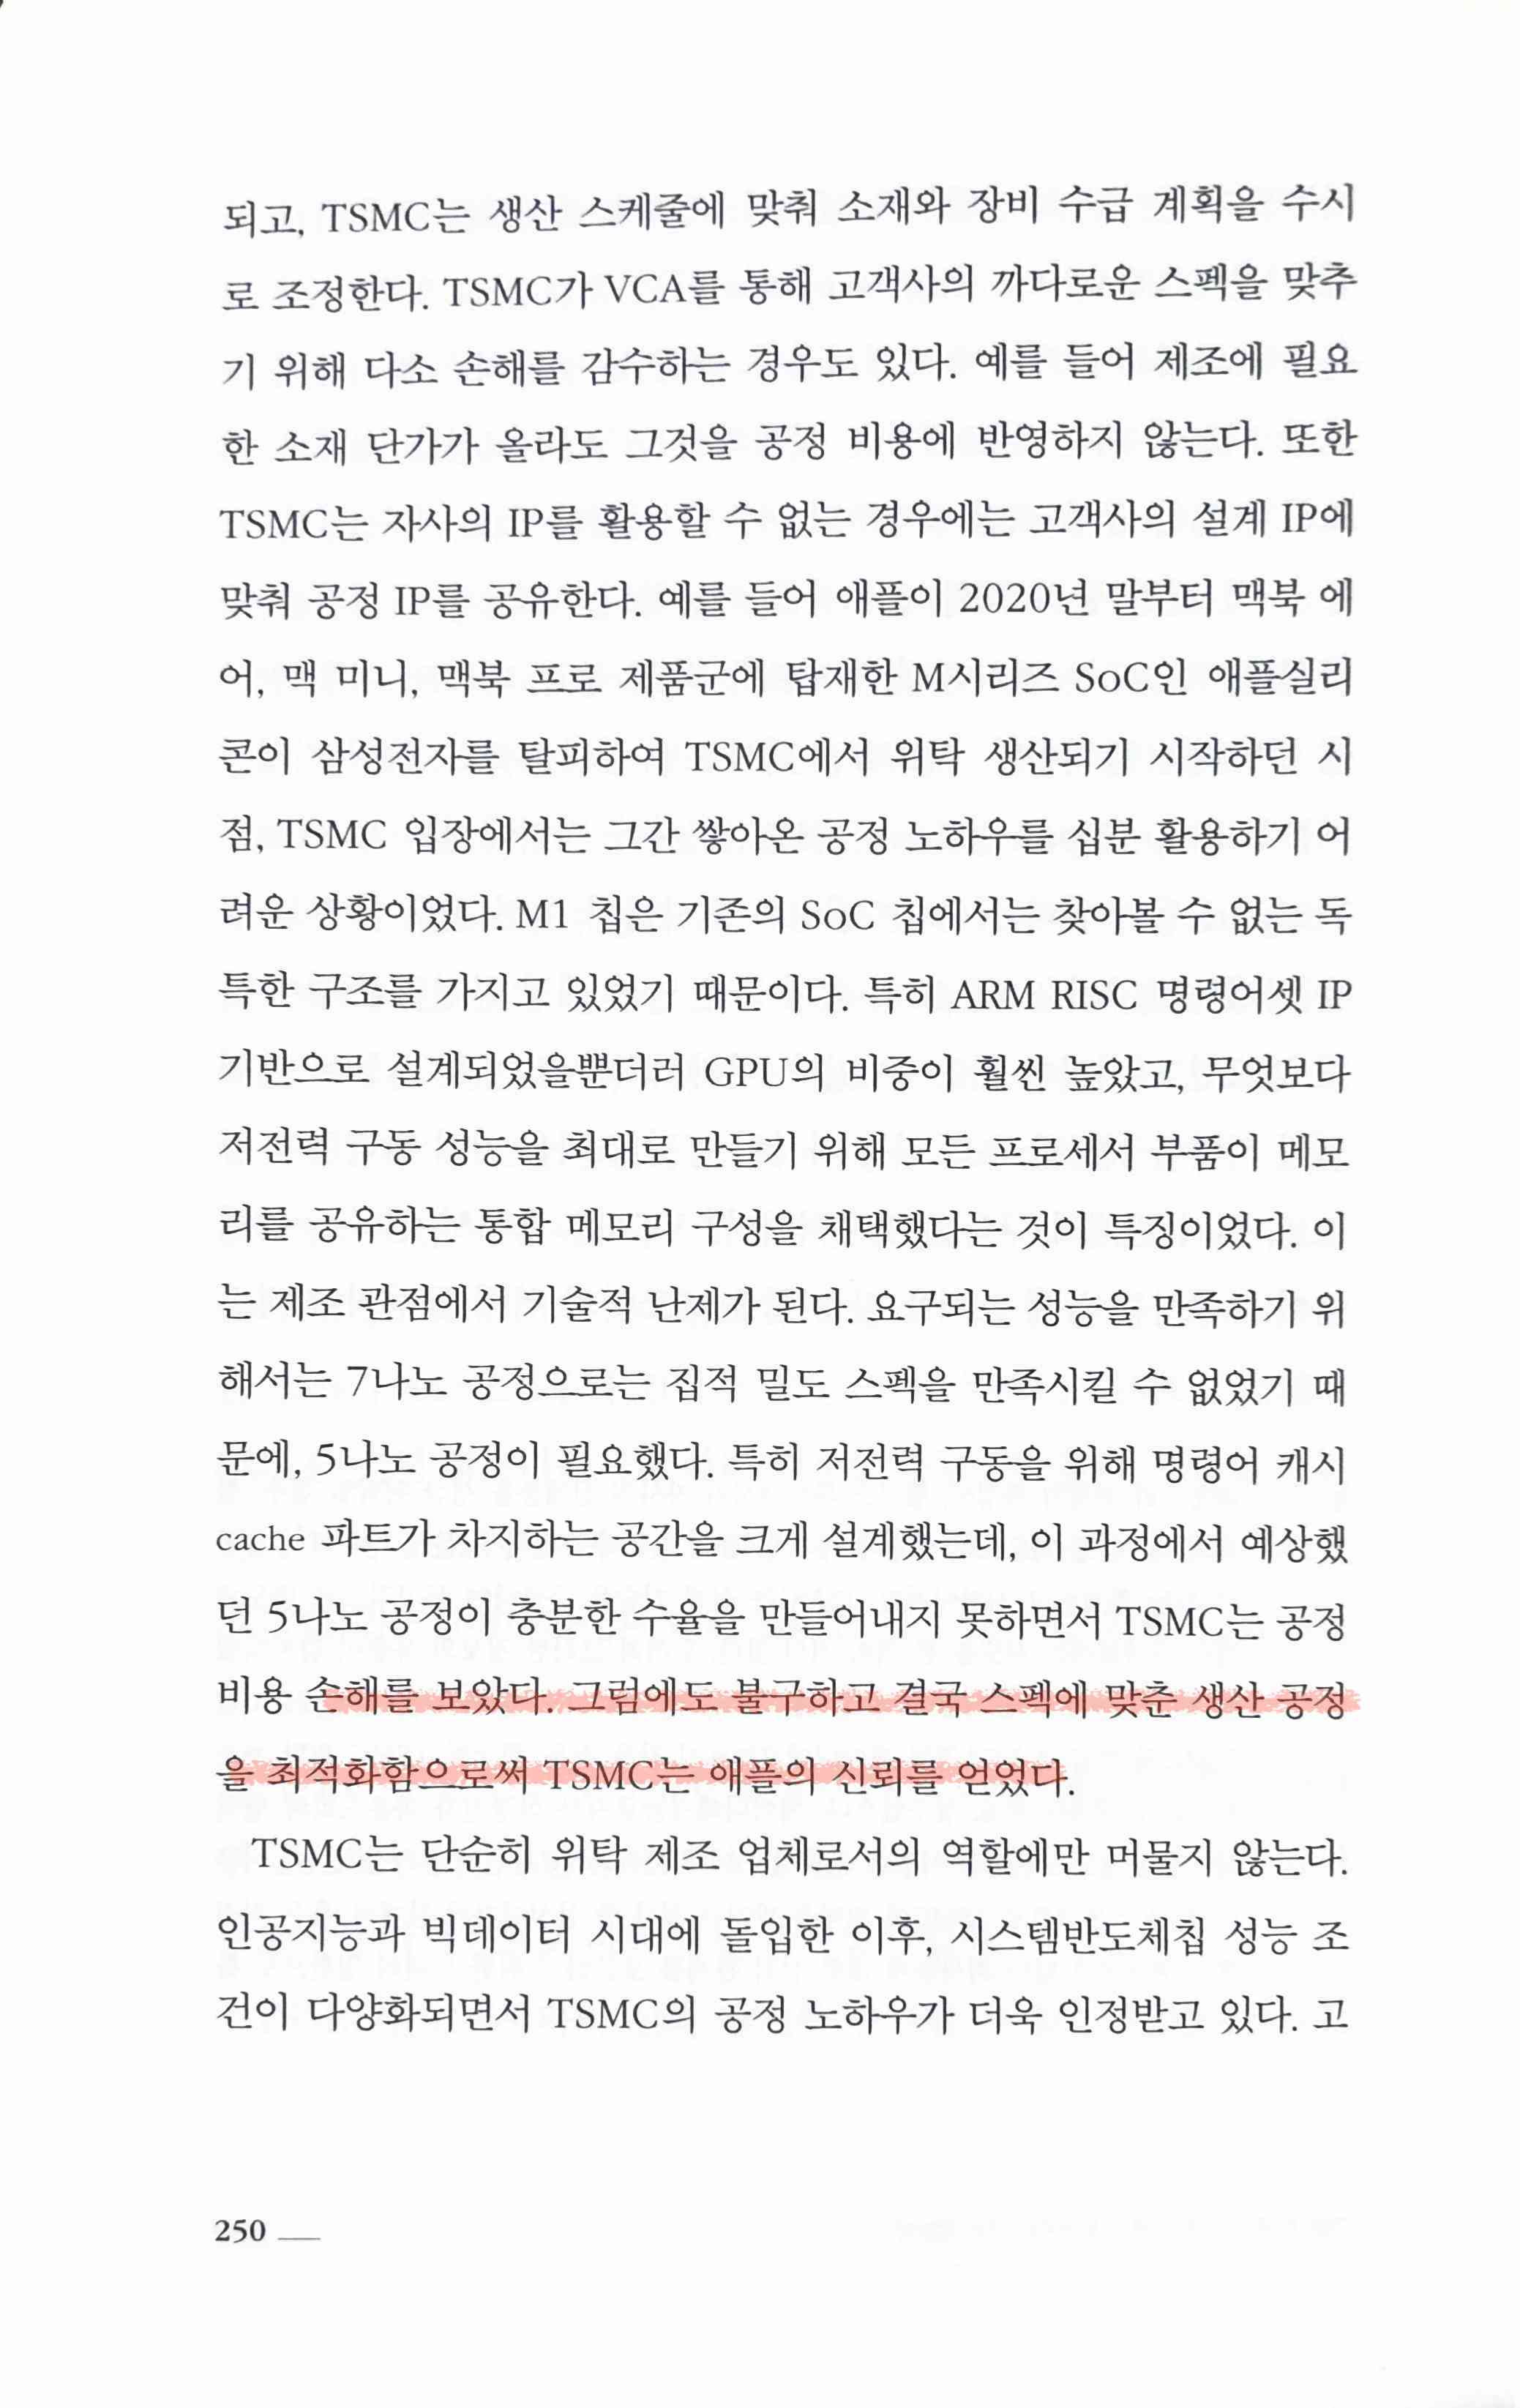 되고, TSMC는 생산 스케줄에 맞춰 소재와 장비 수급 계획을 수시
로 조정한다. TSMC가 VCA를 통해 고객사의 까다로운 스펙을 맞추
기 위해 다소 손해를 감수하는 경우도 있다. 예를 들어 제조에 필요
한 소재 단가가 올라도 그것을 공정 비용에 반영하지 않는다. 또한
TSMC는 자사의 IP를 활용할 수 없는 경우에는 고객사의 설계 IP에
맞춰 공정 IP를 공유한다. 예를 들어 애플이 2020년 말부터 맥북 에
어, 맥 미니, 맥북 프로 제품군에 탑재한 M시리즈 SoC인 애플실리
콘이 삼성전자를 탈피하여 TSMC에서 위탁 생산되기 시작하던 시
점, TSMC 입장에서는 그간 쌓아온 공정 노하우를 십분 활용하기 어
려운 상황이었다. M1 칩은 기존의 SoC 칩에서는 찾아볼 수 없는 독
특한 구조를 가지고 있었기 때문이다. 특히 ARM RISC 명령어셋 IP
기반으로 설계되었을뿐더러 GPU의 비중이 훨씬 높았고, 무엇보다
저전력 구동 성능을 최대로 만들기 위해 모든 프로세서 부품이 메모
리를 공유하는 통합 메모리 구성을 채택했다는 것이 특징이었다. 이
는 제조 관점에서 기술적 난제가 된다. 요구되는 성능을 만족하기 위
해서는 7나노 공정으로는 집적 밀도 스펙을 만족시킬 수 없었기 때
문에, 5나노 공정이 필요했다. 특히 저전력 구동을 위해 명령어 캐시
cache 파트가 차지하는 공간을 크게 설계했는데, 이 과정에서 예상했
던 5나노 공정이 충분한 수율을 만들어내지 못하면서 TSMC는 공정
비용 손해를 보았다. 그럼에도 불구하고 결국 스펙에 맞춘 생산 공정
을 최적화함으로써 TSMC는 애플의 신뢰를 얻었다.
TSMC는 단순히 위탁 제조 업체로서의 역할에만 머물지 않는다.
인공지능과 빅데이터 시대에 돌입한 이후, 시스템반도체칩 성능 조
건이 다양화되면서 TSMC의 공정 노하우가 더욱 인정받고 있다. 고
250